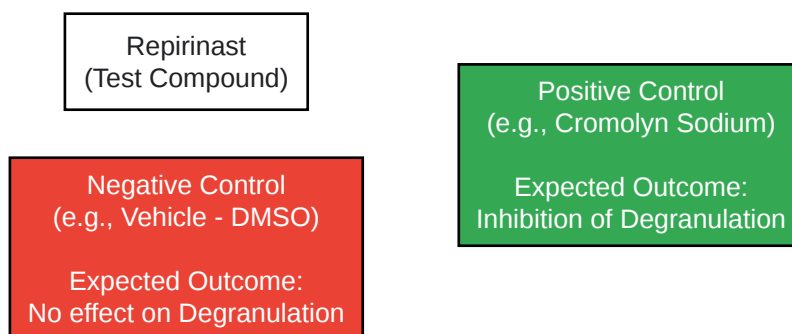 Repirinast
(Test Compound)
Positive Control
(e.g., Cromolyn Sodium)
Expected Outcome:
Inhibition of Degranulation
Negative Control
(e.g., Vehicle - DMSO)
Expected Outcome:
No effect on Degranulation